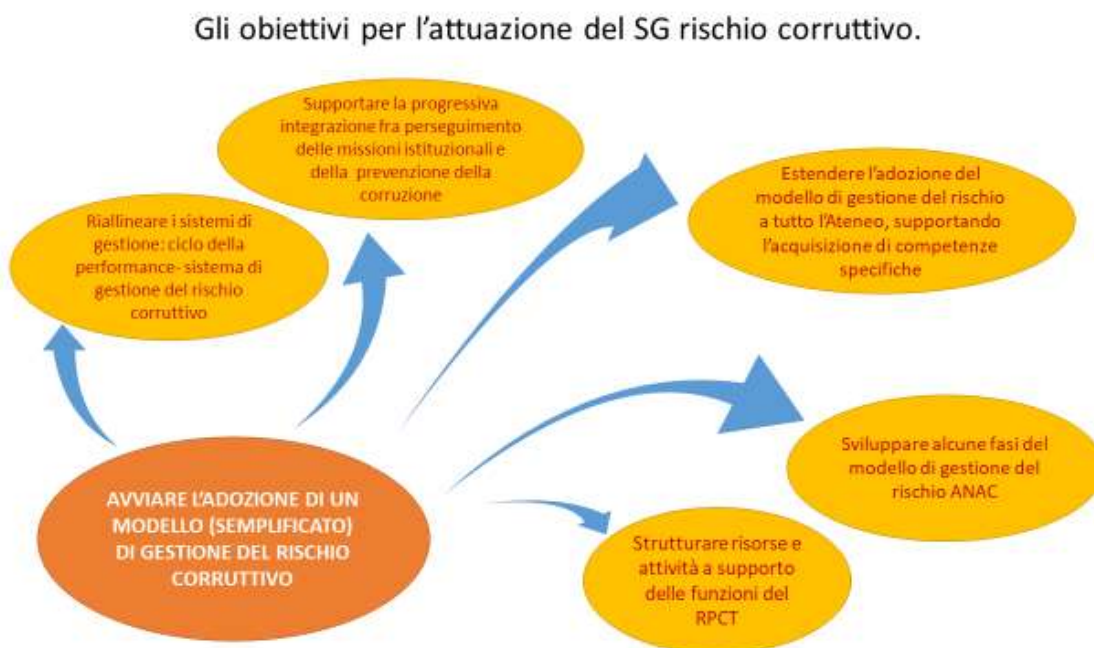 Gli obiettivi per l'attuazione del SG rischio corruttivo.
Supportare la progressiva
integrazione fra perseguimento
delle missioni istituzionali e
della prevenzione della
corruzione
Riallineare i sistemi di
gestione: ciclo della
performance- sistema di
gestione del rischio
corruttivo
Estendere l'adozione del
modello di gestione del rischio
a tutto l'Ateneo, supportando
l'acquisizione di competenze
specifiche
Sviluppare alcune fasi del
modello di gestione del
rischio ANAC
Strutturare risorse e
attività a supporto
delle funzioni del
RPCT
AVVIARE L'ADOZIONE DI UN
MODELLO (SEMPLIFICATO)
DI GESTIONE DEL RISCHIO
CORRUTTIVO